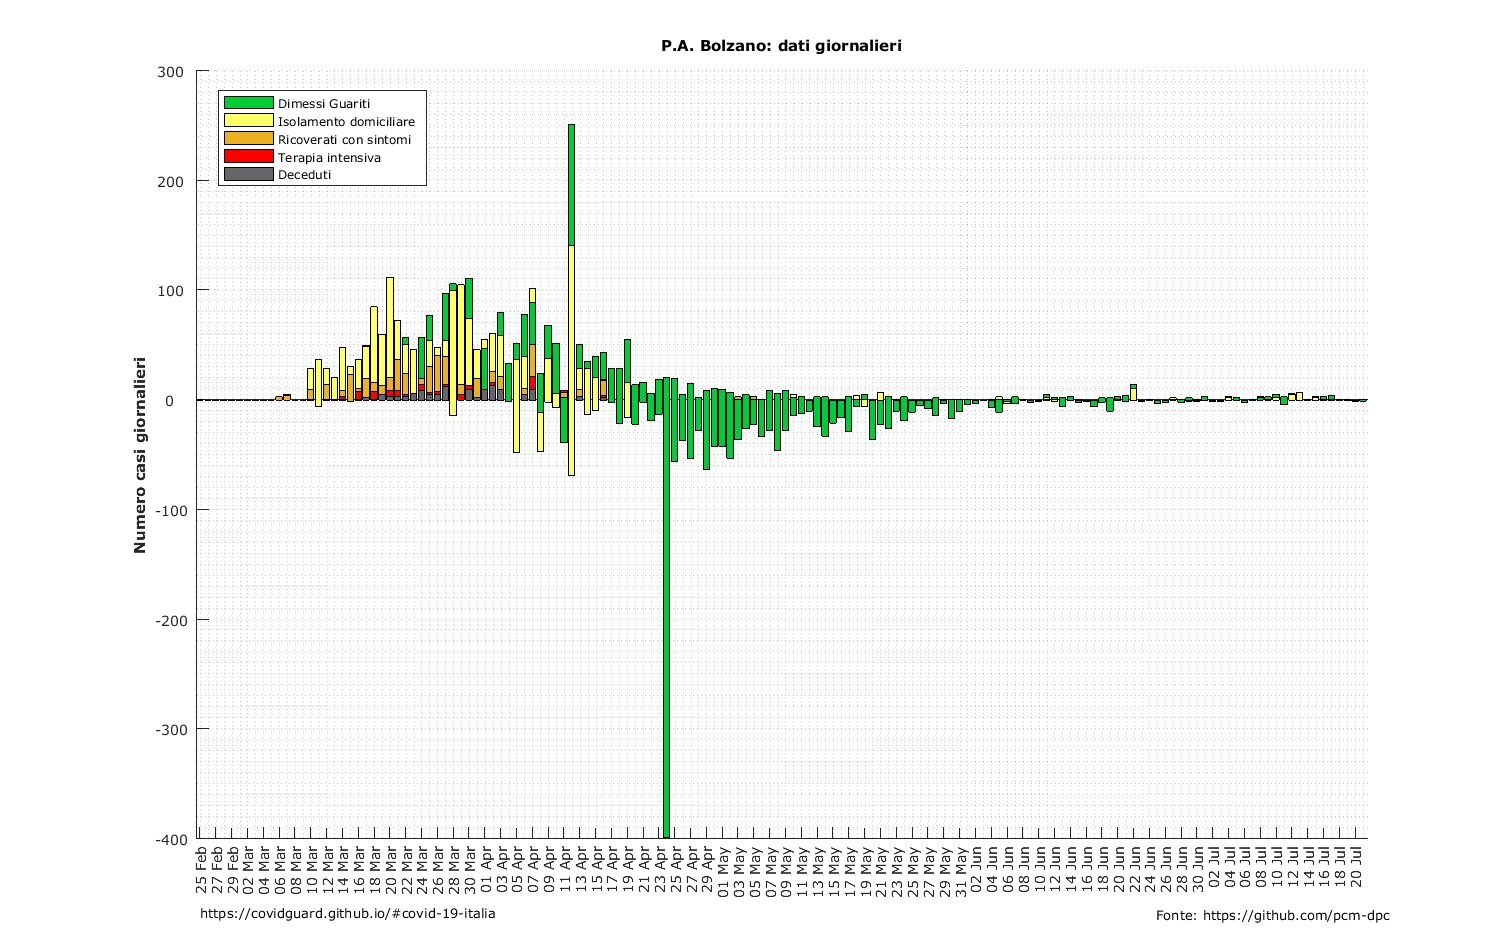 P.A. Bolzano: dati giornalieri
300
200
100
0
-100
-200
-300
-400
Numero casi giornalieri
Dimessi Guariti
Isolamento domiciliare
Ricoverati con sintomi
Terapia intensiva
Deceduti
25 Feb
27 Feb
29 Feb
02 Mar
04 Mar
06 Mar
08 Mar
10 Mar
12 Mar
14 Mar
16 Mar
18 Mar
20 Mar
22 Mar
24 Mar
26 Mar
28 Mar
30 Mar
01 Apr
03 Apr
05 Apr
07 Apr
09 Apr
11 Apr
13 Apr
15 Apr
17 Apr
19 Apr
21 Apr
23 Apr
25 Apr
27 Apr
29 Apr
01 May
03 May
05 May
07 May
09 May
11 May
13 May
15 May
17 May
19 May
21 May
23 May
25 May
27 May
29 May
31 May
02 Jun
04 Jun
06 Jun
08 Jun
10 Jun
12 Jun
14 Jun
16 Jun
18 Jun
20 Jun
22 Jun
24 Jun
26 Jun
28 Jun
30 Jun
02 Jul
04 Jul
06 Jul
08 Jul
10 Jul
12 Jul
14 Jul
16 Jul
18 Jul
20 Jul
https://covidguard.github.io/#covid-19-italia
Fonte: https://github.com/pcm-dpc